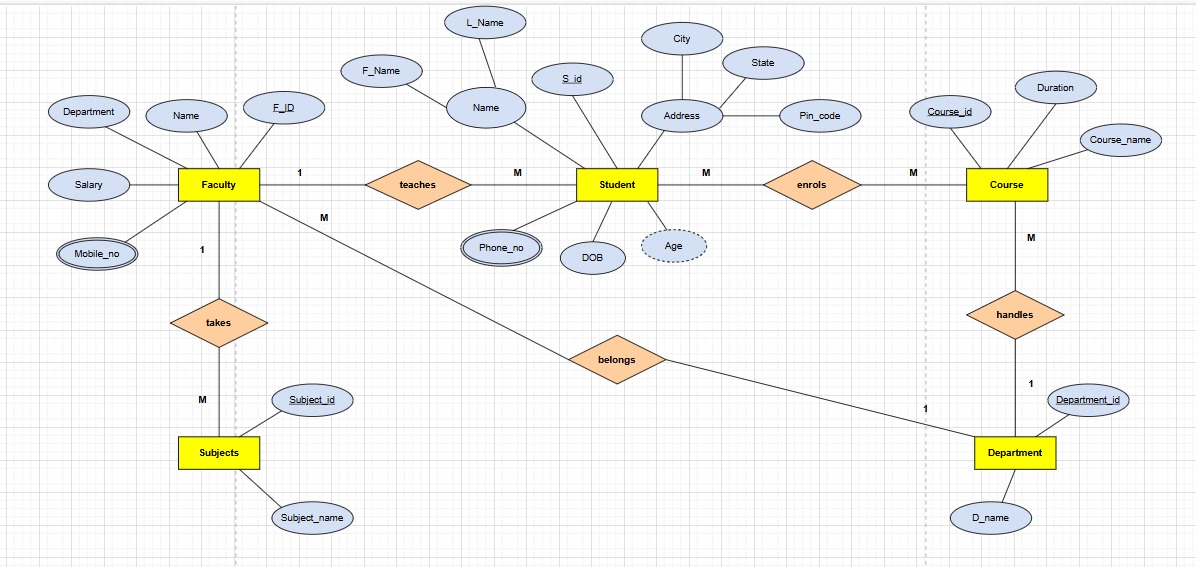 L_Name
City
State
F_Name
S_id
Duration
Name
F_ID
Department
Name
Address
Pin_code
Course_id
Course_name
Salary
Faculty
1
teaches
M
Student
M
enrols
M
Course
M
Mobile_no
1
Phone_no
DOB
Age
M
takes
handles
belongs
M
Subject_id
1
1
Department_id
Subjects
Department
Subject_name
D_name